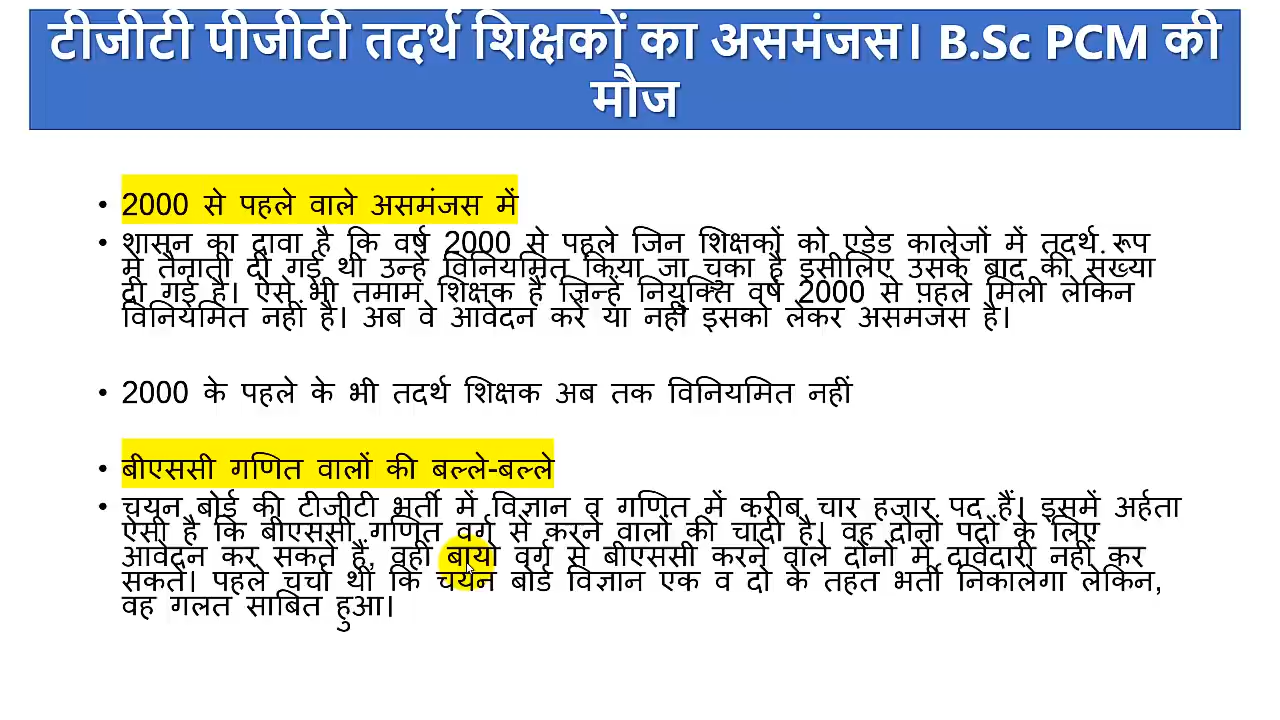 टीजीटी पीजीटी तदर्थ शिक्षकों का असमंजस। B.Sc PCM की
मौज
• 2000 से पहले वाले असमंजस में
• शासन का दावा है कि वर्ष 2000 से पहले जिन शिक्षकों को एडेड कालेजों में तदर्थ रूप
में तैनाती दी गई थी उन्हें विनियमित किया जा चुका है इसीलिए उसके बाद की संख्या
दी गई है। ऐसे भी तमाम शिक्षक हैं जिन्हें नियुक्ति वर्ष 2000 से पहले मिली लेकिन
विनियमित नहीं है। अब वे आवेदन करें या नहीं इसको लेकर असमंजस है।
• 2000 के पहले के भी तदर्थ शिक्षक अब तक विनियमित नहीं
• बीएससी गणित वालों की बल्ले-बल्ले
• चयन बोर्ड की टीजीटी भर्ती में विज्ञान व गणित में करीब चार हजार पद हैं। इसमें अर्हता
ऐसी है कि बीएससी गणित वर्ग से करने वालों की चांदी है। वह दोनों पदों के लिए
आवेदन कर सकते हैं, वहीं बायो वर्ग से बीएससी करने वाले दोनों में दावेदारी नहीं कर
सकते। पहले चर्चा थी कि चयन बोर्ड विज्ञान एक व दो के तहत भर्ती निकालेगा लेकिन,
वह गलत साबित हुआ।